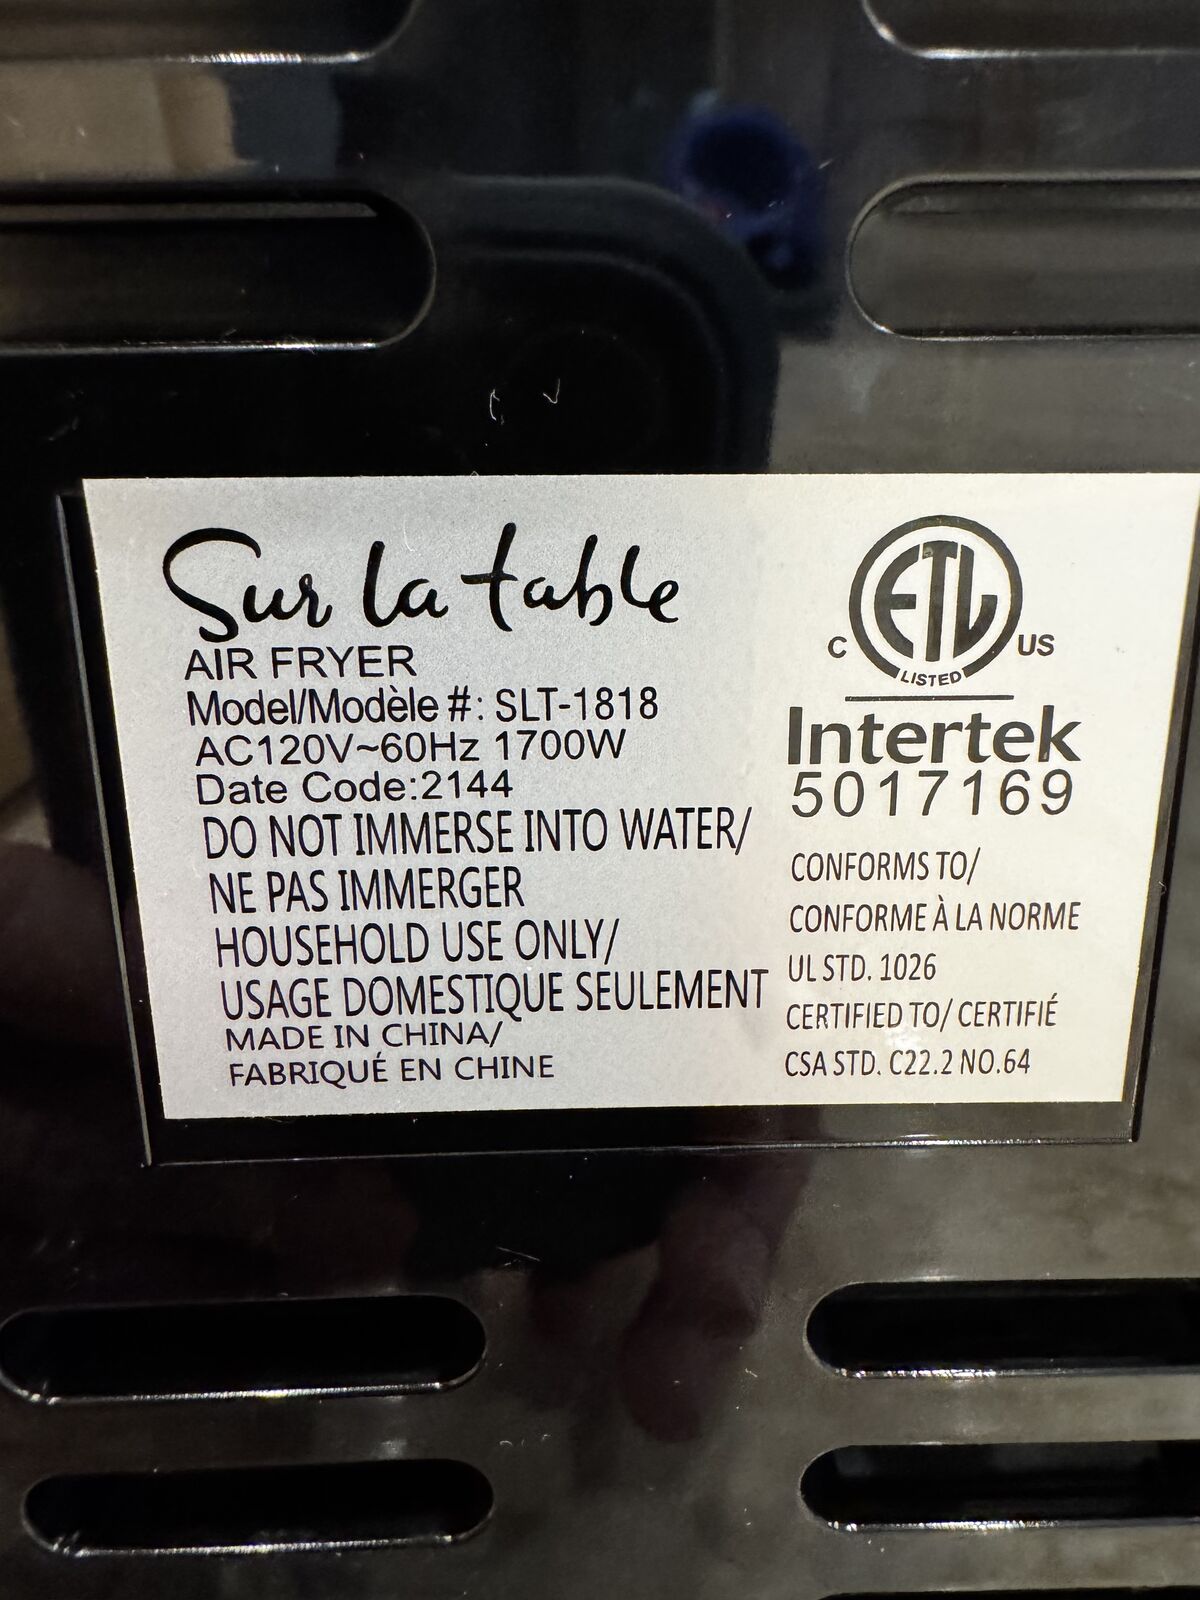 Sur la table
AIR FRYER
Model/Modèle #: SLT-1818
AC120V~60Hz 1700W
Date Code:2144
DO NOT IMMERSE INTO WATER/
NE PAS IMMERGER
HOUSEHOLD USE ONLY/
USAGE DOMESTIQUE SEULEMENT
MADE IN CHINA/
FABRIQUÉ EN CHINE
ETL
C US
LISTED
Intertek
5017169
CONFORMS TO/
CONFORME À LA NORME
UL STD. 1026
CERTIFIED TO/ CERTIFIÉ
CSA STD. C22.2 NO.64